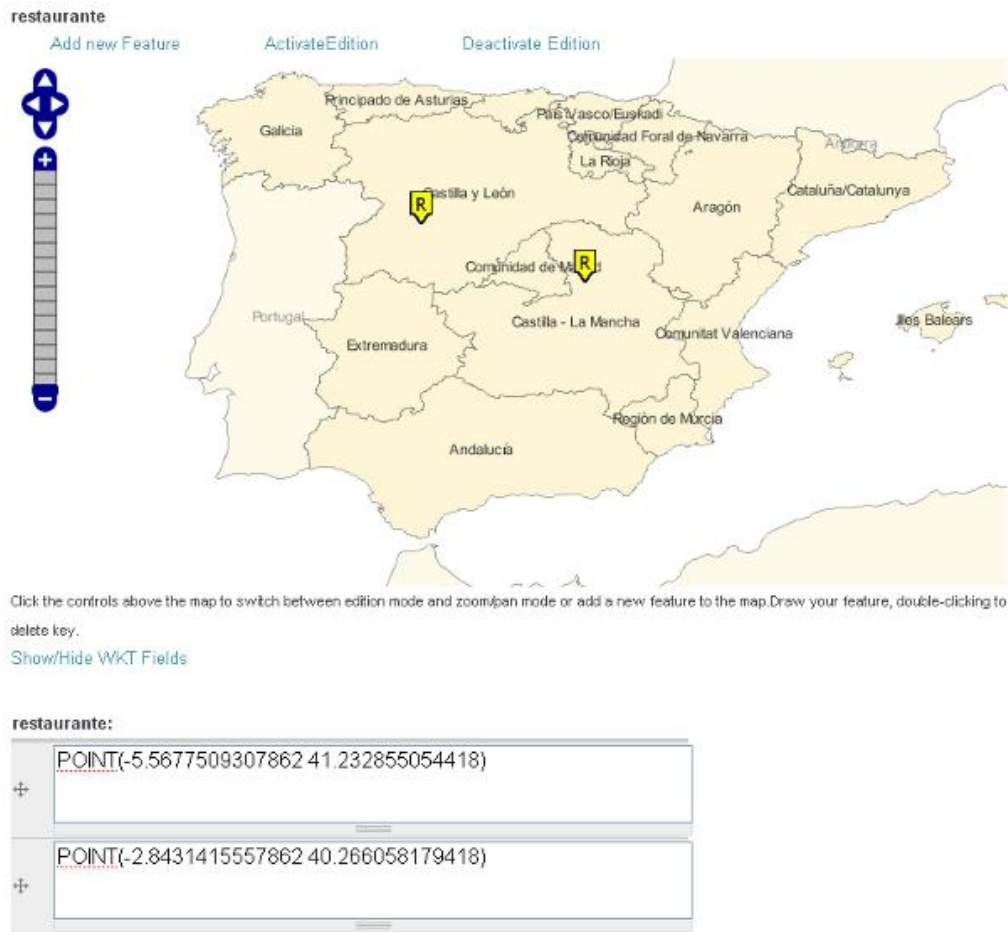 restaurante
Add new Feature ActivateEdition Deactivate Edition
Principado de Asturias
País Vasco/Euskadi
Galicia
Comunidad Foral de Navarra
Andorra
La Rioja
Castilla y León
Cataluña/Catalunya
Aragón
R
Comunidad de Madrid
R
Portugal
Castilla - La Mancha
Illes Balears
Comunitat Valenciana
Extremadura
Región de Murcia
Andalucía
Click the controls above the map to switch between edition mode and zoom/pan mode or add a new feature to the map.Draw your feature, double-clicking to
delete key.
Show/Hide WKT Fields
restaurante:
POINT(-5.5677509307862 41.232855054418)
POINT(-2.8431415557862 40.266058179418)